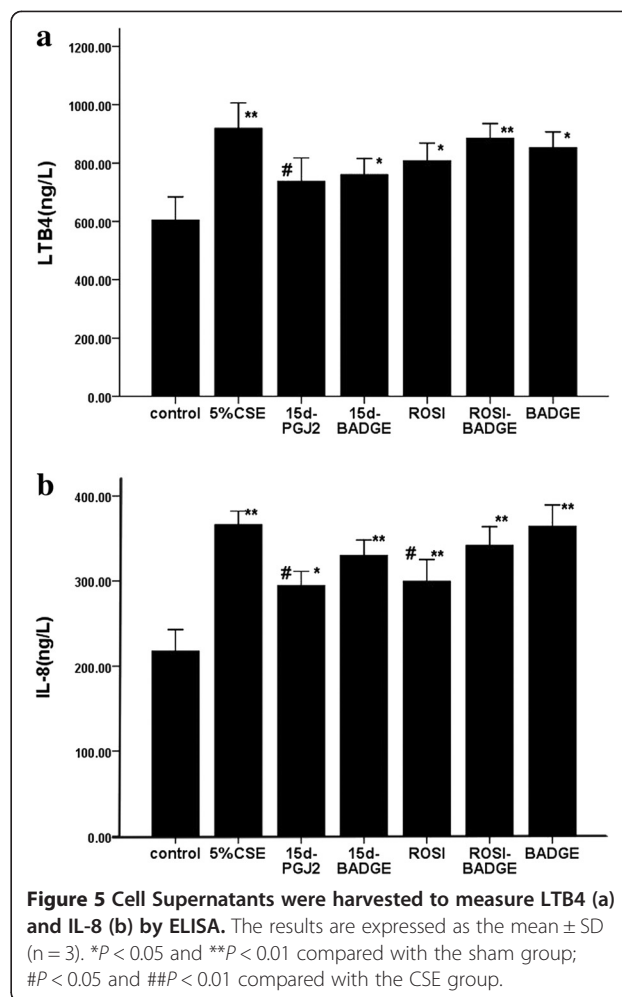 a
1200.00
1000.00
800.00
600.00
400.00
200.00
0.00
LTB4(ng/L)
**
#
*
*
**
*
control 5%CSE 15d-PGJ2 15d-BADGE ROSI ROSI-BADGE BADGE
b
400.00
300.00
200.00
100.00
0.00
IL-8(ng/L)
**
# *
**
# **
**
**
control 5%CSE 15d-PGJ2 15d-BADGE ROSI ROSI-BADGE BADGE
Figure 5 Cell Supernatants were harvested to measure LTB4 (a)
and IL-8 (b) by ELISA. The results are expressed as the mean ± SD
(n = 3). *P < 0.05 and **P < 0.01 compared with the sham group;
#P < 0.05 and ##P < 0.01 compared with the CSE group.